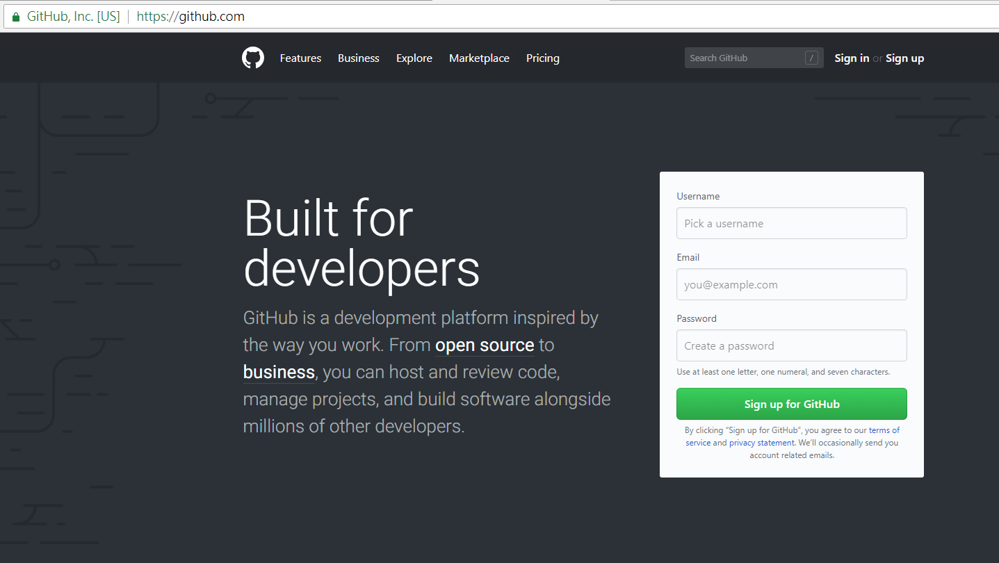 GitHub, Inc. [US] https://github.com
Features Business Explore Marketplace Pricing Search GitHub / Sign in or Sign up
Built for
developers
GitHub is a development platform inspired by
the way you work. From open source to
business, you can host and review code,
manage projects, and build software alongside
millions of other developers.
Username
Pick a username
Email
you@example.com
Password
Create a password
Use at least one letter, one numeral, and seven characters.
Sign up for GitHub
By clicking “Sign up for GitHub”, you agree to our terms of
service and privacy statement. We’ll occasionally send you
account related emails.